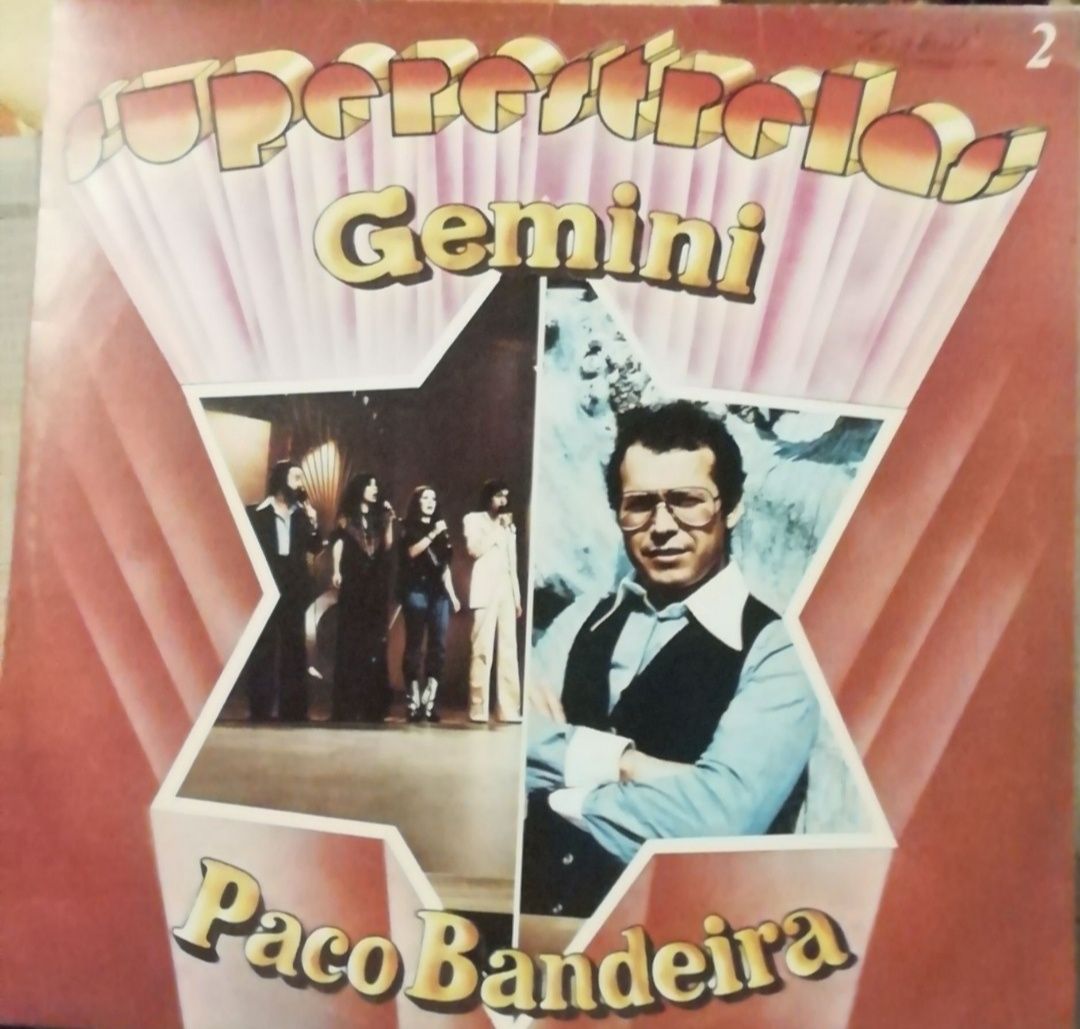 2
superestrelas
Gemini
Paco Bandeira